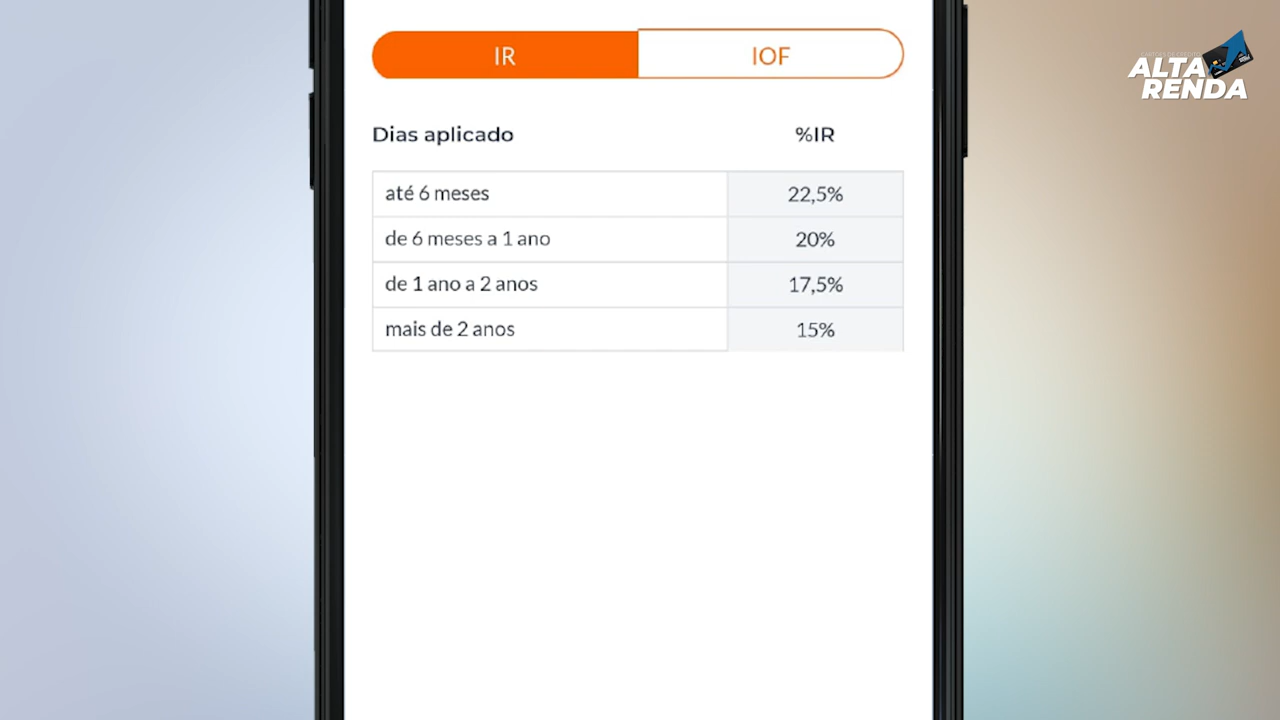 IR
IOF
ALTA
RENDA
Dias aplicado
%IR
até 6 meses
22,5%
de 6 meses a 1 ano
20%
de 1 ano a 2 anos
17,5%
mais de 2 anos
15%